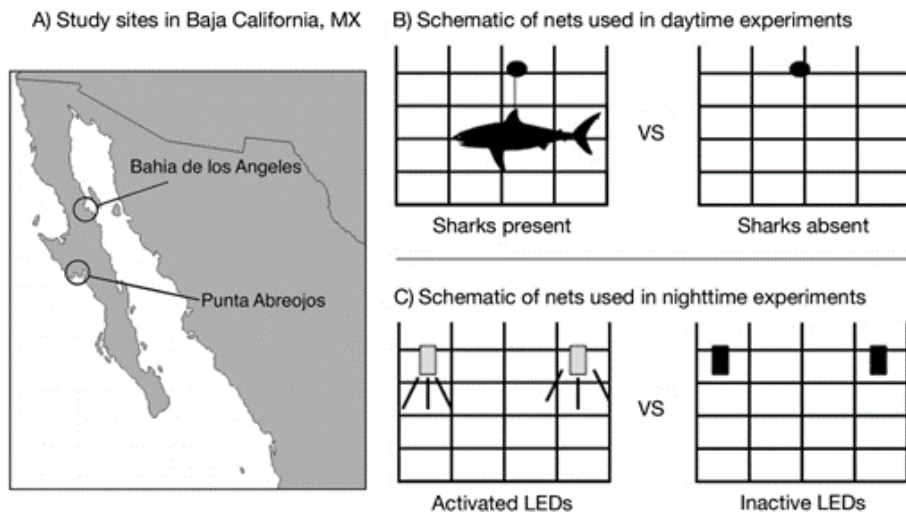 A) Study sites in Baja California, MX
Bahia de los Angeles
Punta Abreojos
B) Schematic of nets used in daytime experiments
VS
Sharks present
Sharks absent
C) Schematic of nets used in nighttime experiments
VS
Activated LEDs
Inactive LEDs